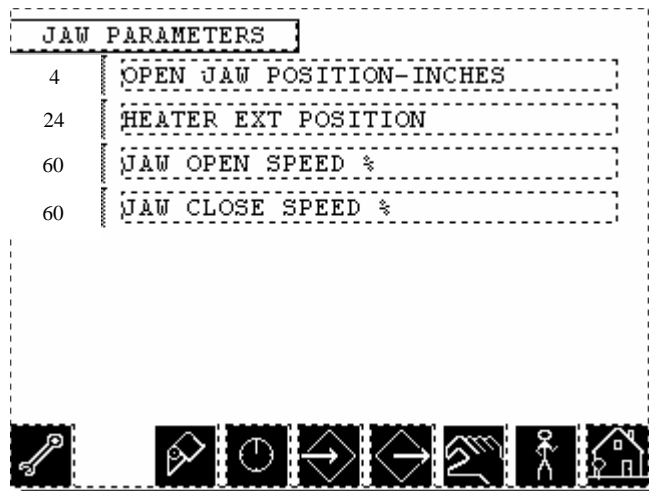 JAW PARAMETERS
4 OPEN JAW POSITION-INCHES
24 HEATER EXT POSITION
60 JAW OPEN SPEED %
60 JAW CLOSE SPEED %